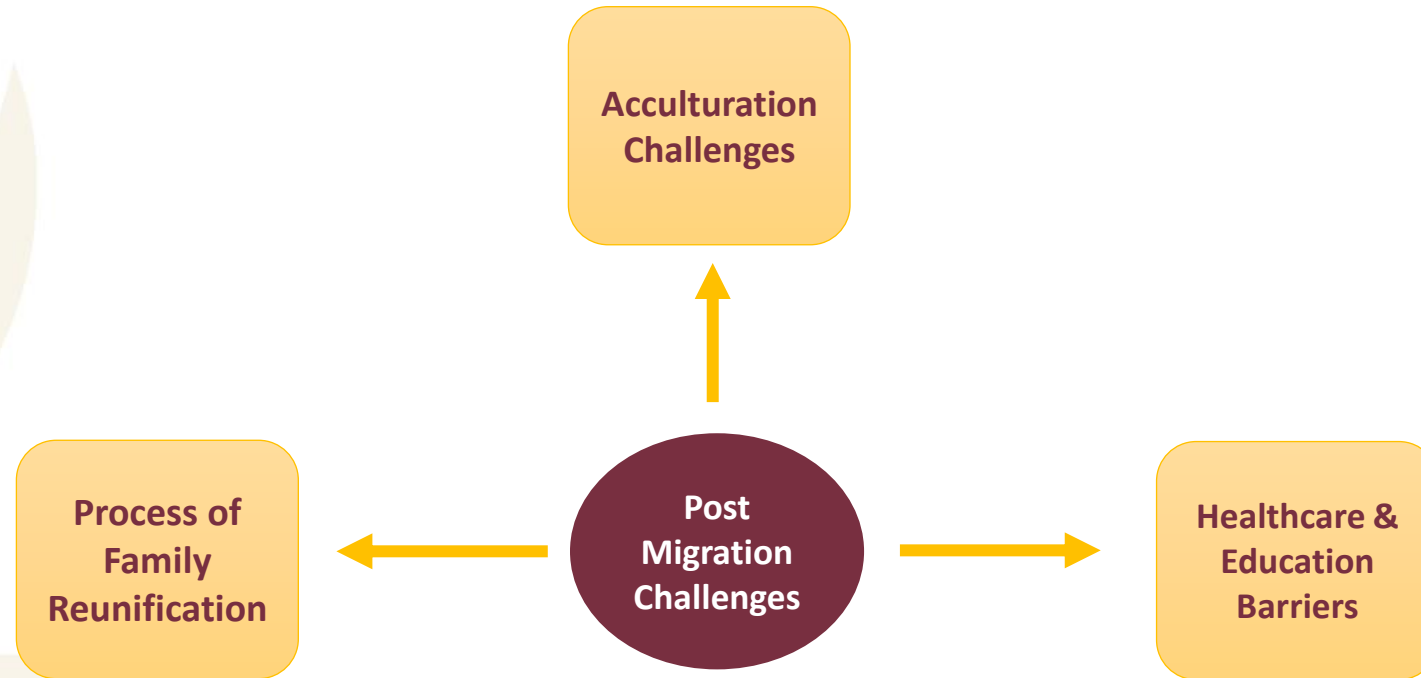 Acculturation
Challenges
Process of
Family
Reunification
Post
Migration
Challenges
Healthcare &
Education
Barriers